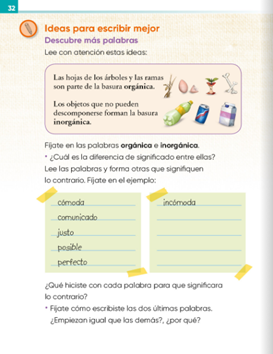 32
Ideas para escribir mejor
Descubre más palabras
Lee con atención estas ideas:
Las hojas de los árboles y las ramas
son parte de la basura orgánica.
Los objetos que no pueden
descomponerse forman la basura
inorgánica.
Fíjate en las palabras orgánica e inorgánica.
• ¿Cuál es la diferencia de significado entre ellas?
Lee las palabras y forma otras que signifiquen
lo contrario. Fíjate en el ejemplo:
cómoda
comunicado
justo
posible
perfecto
incómoda
¿Qué hiciste con cada palabra para que significara
lo contrario?
• Fíjate cómo escribiste las dos últimas palabras.
¿Empiezan igual que las demás?, ¿por qué?